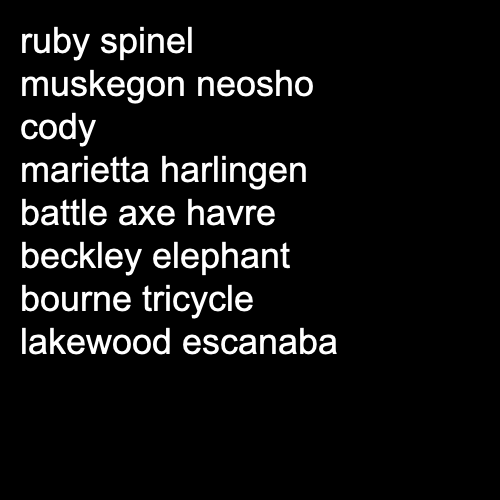 ruby spinel
muskegon neosho
cody
marietta harlingen
battle axe havre
beckley elephant
bourne tricycle
lakewood escanaba